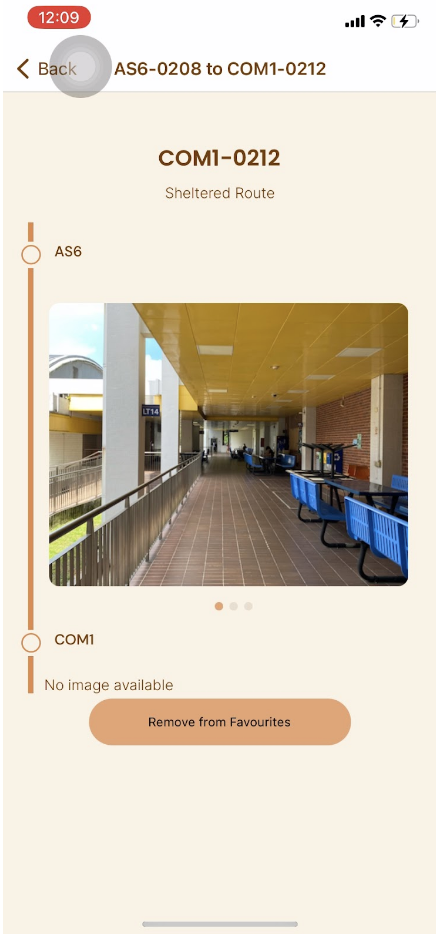 12:09
Back
AS6-0208 to COM1-0212
COM1-0212
Sheltered Route
AS6
LT14
COM1
No image available
Remove from Favourites